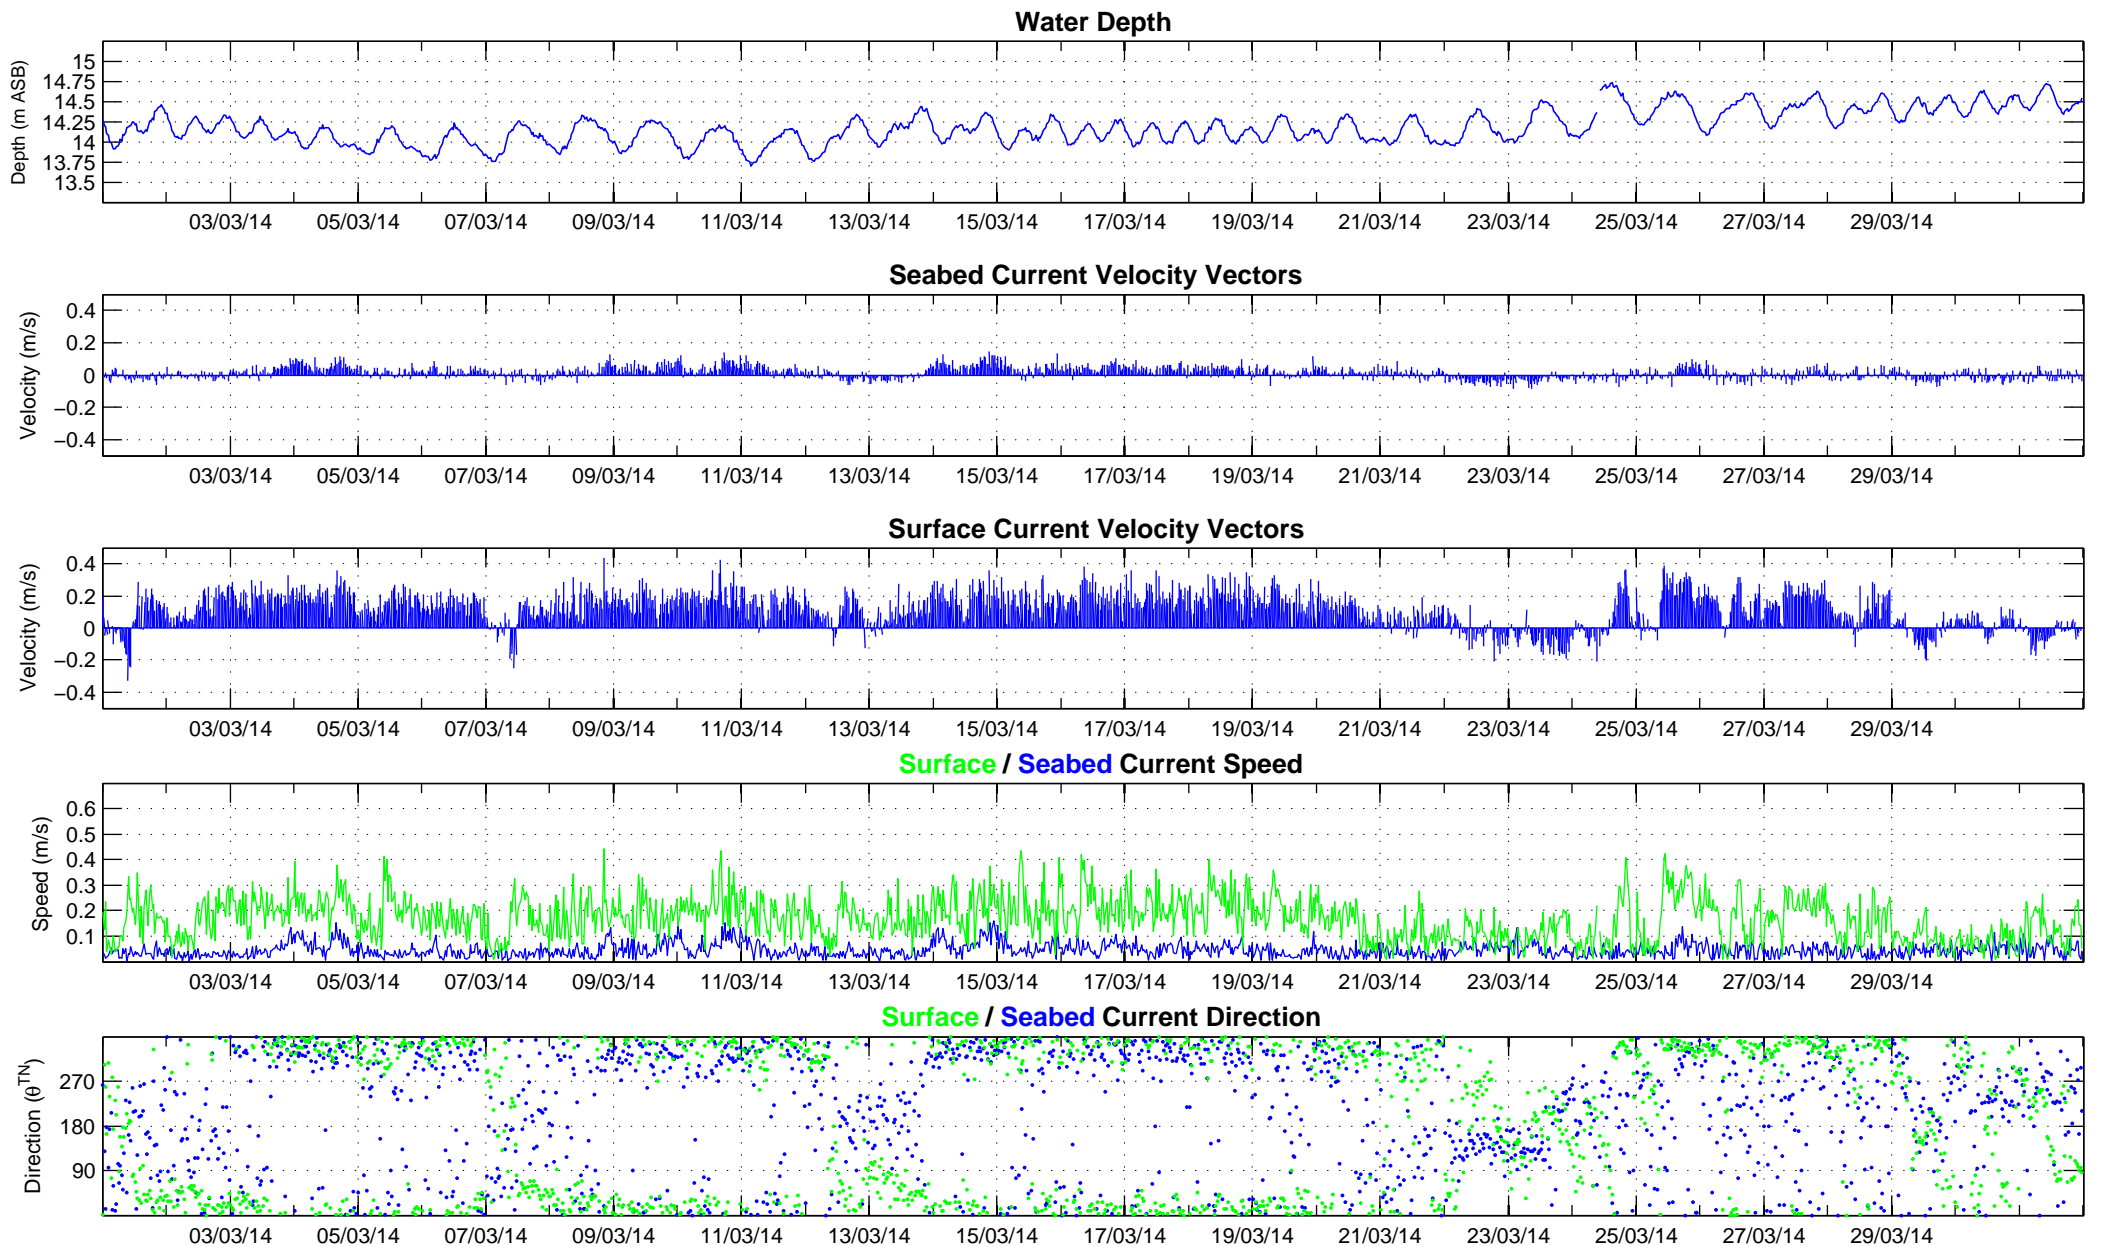 Water Depth
Depth (m ASB)
15
14.75
14.5
14.25
14
13.75
13.5
03/03/14 05/03/14 07/03/14 09/03/14 11/03/14 13/03/14 15/03/14 17/03/14 19/03/14 21/03/14 23/03/14 25/03/14 27/03/14 29/03/14
Seabed Current Velocity Vectors
Velocity (m/s)
0.4
0.2
0
−0.2
−0.4
03/03/14 05/03/14 07/03/14 09/03/14 11/03/14 13/03/14 15/03/14 17/03/14 19/03/14 21/03/14 23/03/14 25/03/14 27/03/14 29/03/14
Surface Current Velocity Vectors
Velocity (m/s)
0.4
0.2
0
−0.2
−0.4
03/03/14 05/03/14 07/03/14 09/03/14 11/03/14 13/03/14 15/03/14 17/03/14 19/03/14 21/03/14 23/03/14 25/03/14 27/03/14 29/03/14
Surface / Seabed Current Speed
Speed (m/s)
0.6
0.5
0.4
0.3
0.2
0.1
03/03/14 05/03/14 07/03/14 09/03/14 11/03/14 13/03/14 15/03/14 17/03/14 19/03/14 21/03/14 23/03/14 25/03/14 27/03/14 29/03/14
Surface / Seabed Current Direction
Direction (θ^TN)
270
180
90
03/03/14 05/03/14 07/03/14 09/03/14 11/03/14 13/03/14 15/03/14 17/03/14 19/03/14 21/03/14 23/03/14 25/03/14 27/03/14 29/03/14